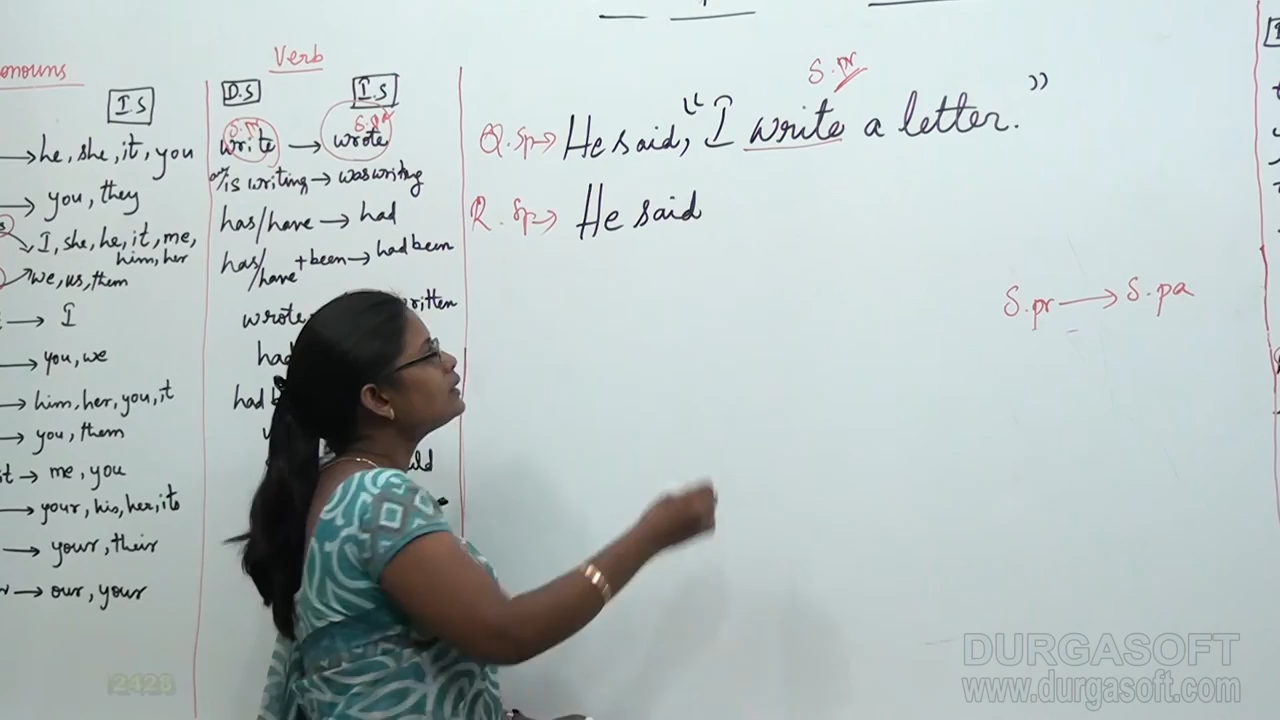 onouns
I.S
he, she, it, you
you, they
I, she, he, it, me,
him, her
we, us, them
→ I
→ you, we
→ him, her, you, it
→ you, them
→ me, you
→ your, his, her, its
→ your, their
→ our, your
Verb
D.S I.S
S.pr S.pa
write → wrote
is writing → was writing
has/have → had
has/have + been → had been
wrote
had
S.pr
Q.Sp→ He said, “I write a letter.”
R.Sp→ He said
S.pr → S.pa
DURGASOFT
www.durgasoft.com
2428